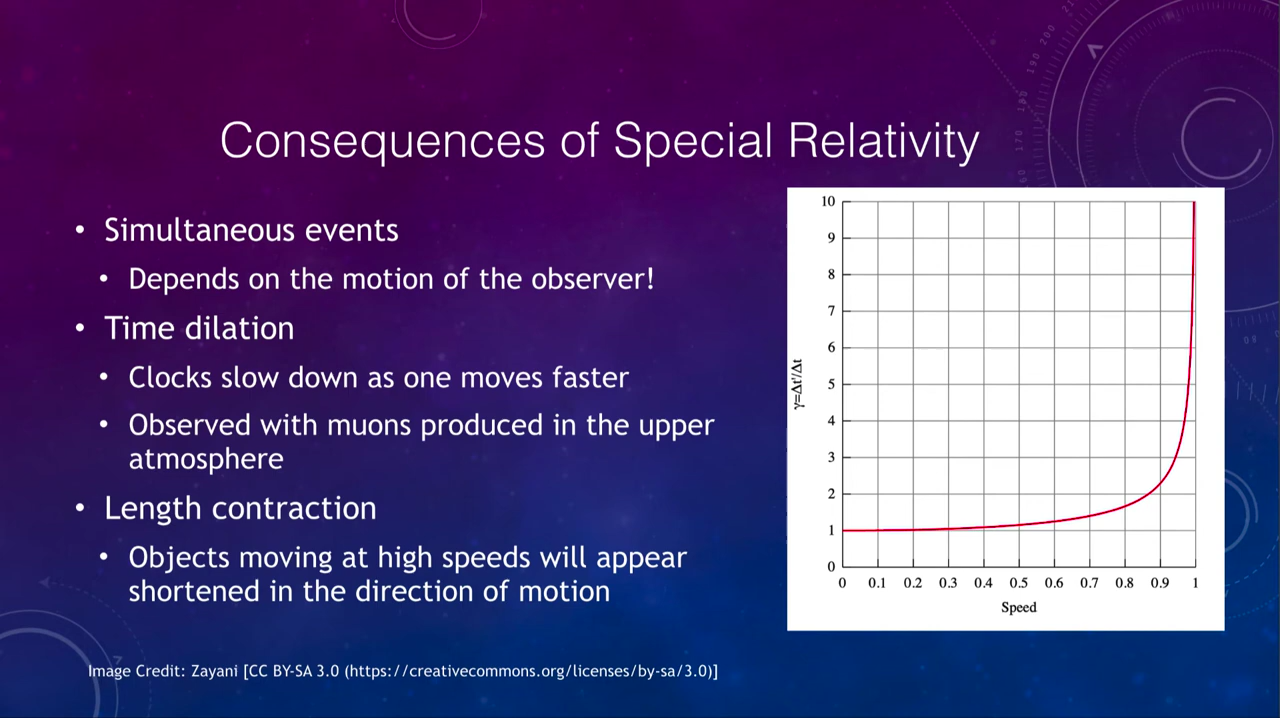 Consequences of Special Relativity
• Simultaneous events
• Depends on the motion of the observer!
• Time dilation
• Clocks slow down as one moves faster
• Observed with muons produced in the upper
atmosphere
• Length contraction
• Objects moving at high speeds will appear
shortened in the direction of motion
10
9
8
7
6
5
4
3
2
1
0
γ=Δt'/Δt
0 0.1 0.2 0.3 0.4 0.5 0.6 0.7 0.8 0.9 1
Speed
Image Credit: Zayani [CC BY-SA 3.0 (https://creativecommons.org/licenses/by-sa/3.0)]
200
190
170